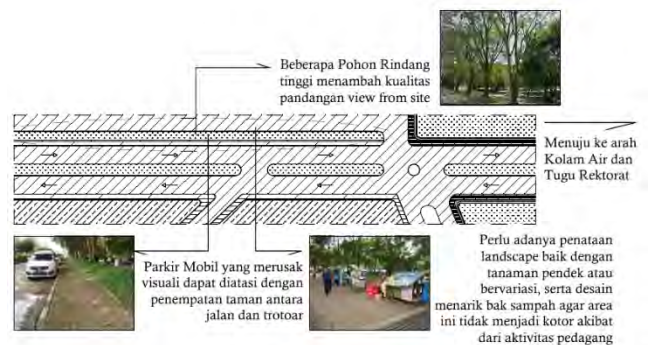 Beberapa Pohon Rindang
tinggi menambah kualitas
pandangan view from site
Menuju ke arah
Kolam Air dan
Tugu Rektorat
Parkir Mobil yang merusak
visuali dapat diatasi dengan
penempatan taman antara
jalan dan trotoar
Perlu adanya penataan
landscape baik dengan
tanaman pendek atau
bervariasi, serta desain
menarik bak sampah agar area
ini tidak menjadi kotor akibat
dari aktivitas pedagang